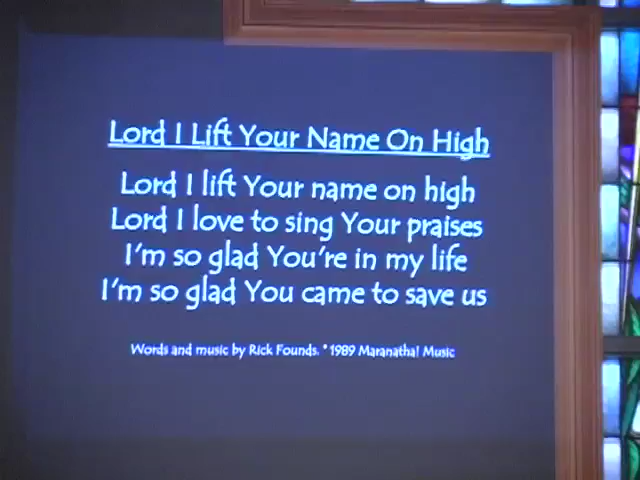 Lord I Lift Your Name On High
Lord I lift Your name on high
Lord I love to sing Your praises
I'm so glad You're in my life
I'm so glad You came to save us
Words and music by Rick Founds. * 1989 Maranatha! Music